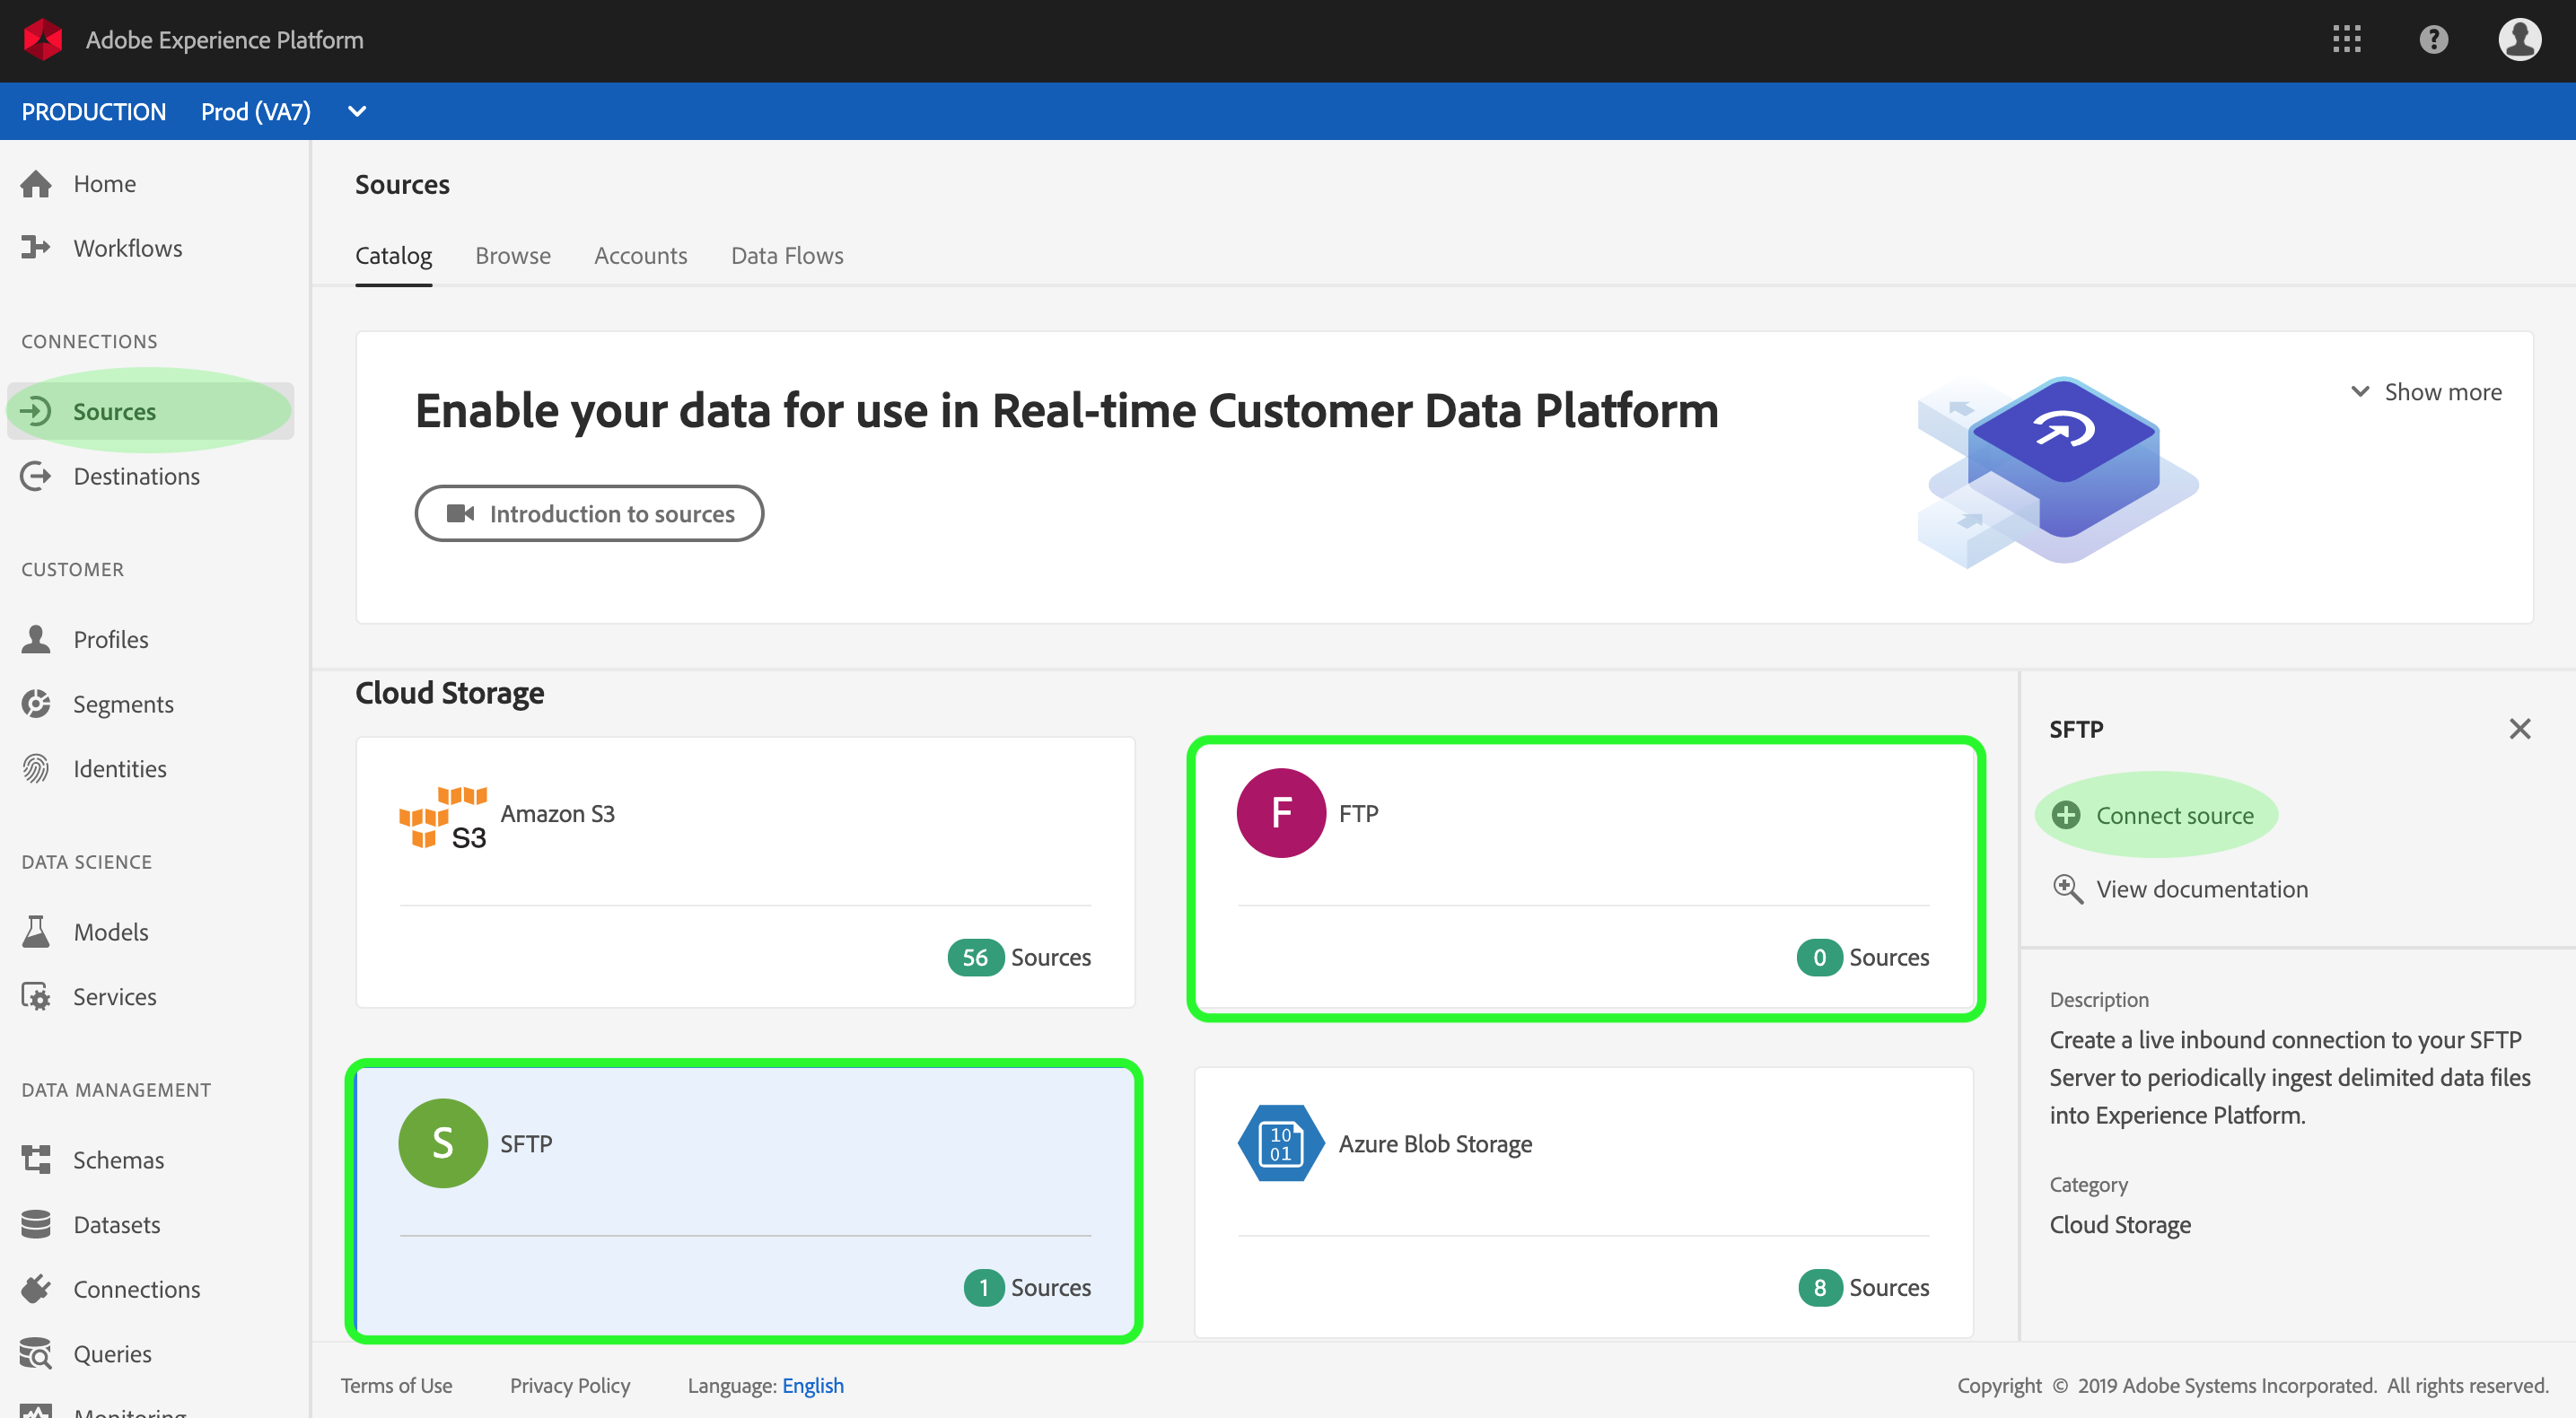 Adobe Experience Platform
PRODUCTION Prod (VA7)
Home
Workflows
CONNECTIONS
Sources
Destinations
CUSTOMER
Profiles
Segments
Identities
DATA SCIENCE
Models
Services
DATA MANAGEMENT
Schemas
Datasets
Connections
Queries
Monitoring
Sources
Catalog Browse Accounts Data Flows
Enable your data for use in Real-time Customer Data Platform
Show more
Introduction to sources
Cloud Storage
S3 Amazon S3
56 Sources
F FTP
0 Sources
S SFTP
1 Sources
10
01
Azure Blob Storage
8 Sources
SFTP
Connect source
View documentation
Description
Create a live inbound connection to your SFTP
Server to periodically ingest delimited data files
into Experience Platform.
Category
Cloud Storage
Terms of Use Privacy Policy Language: English
Copyright © 2019 Adobe Systems Incorporated. All rights reserved.